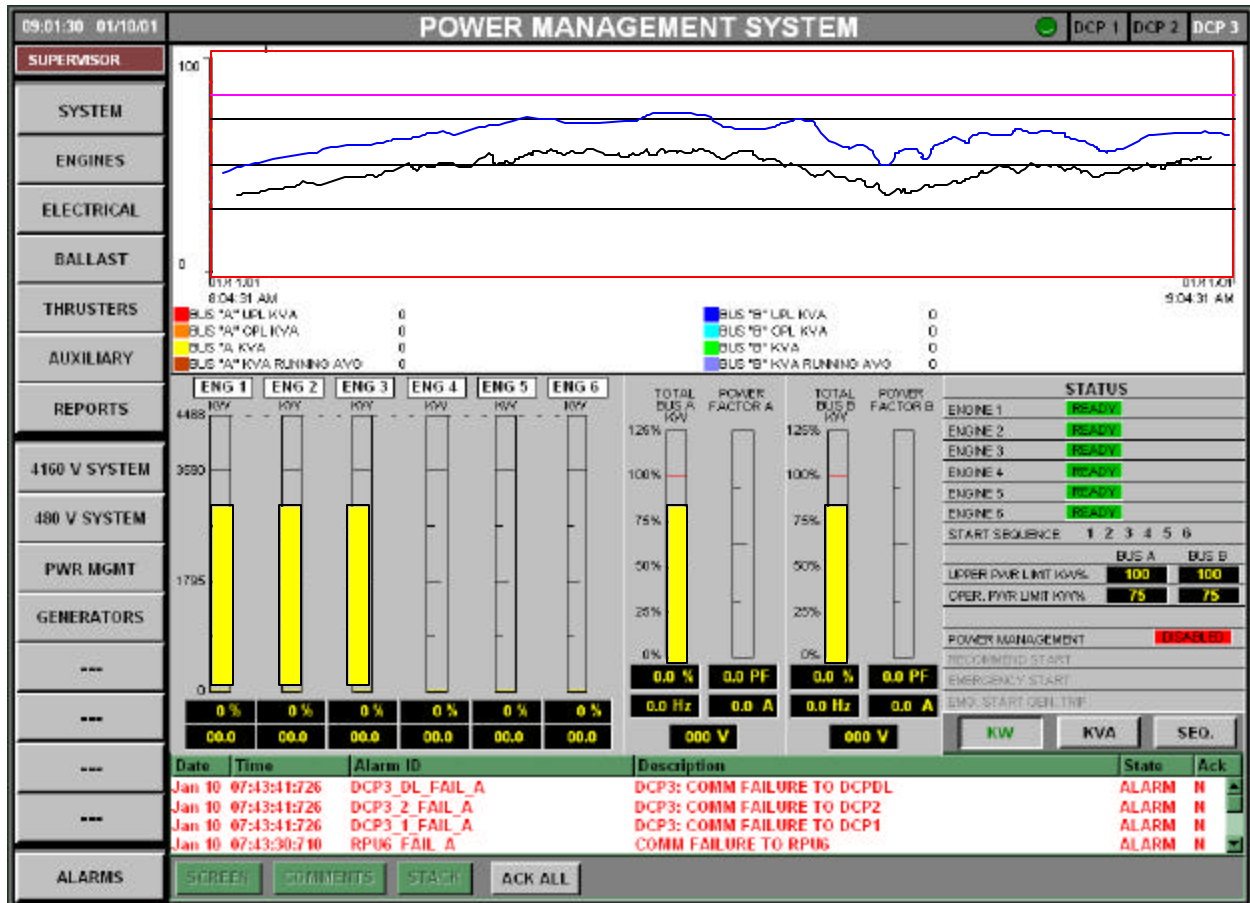 09:01:30 01/10/01
POWER MANAGEMENT SYSTEM
DCP 1 DCP 2 DCP 3
SUPERVISOR
SYSTEM
ENGINES
ELECTRICAL
BALLAST
THRUSTERS
AUXILIARY
REPORTS
4160 V SYSTEM
480 V SYSTEM
PWR MGMT
GENERATORS
---
---
---
---
ALARMS
100
0
8:04:31 AM
9:04:31 AM
BUS "A" UPL KVA 0
BUS "A" OPL KVA 0
BUS "A KVA 0
BUS "A" KVA RUNNING AVG 0
BUS "B" UPL KVA 0
BUS "B" OPL KVA 0
BUS "B" KVA 0
BUS "B" KVA RUNNING AVG 0
ENG 1 ENG 2 ENG 3 ENG 4 ENG 5 ENG 6
KW KW KW KW KW KW
4488
3590
1795
0
0 % 0 % 0 % 0 % 0 % 0 %
00.0 00.0 00.0 00.0 00.0 00.0
TOTAL BUS A KW
POWER FACTOR A
125%
100%
75%
50%
25%
0%
0.0 % 0.0 PF
0.0 Hz 0.0 A
000 V
TOTAL BUS B KW
POWER FACTOR B
125%
100%
75%
50%
25%
0%
0.0 % 0.0 PF
0.0 Hz 0.0 A
000 V
STATUS
ENGINE 1 READY
ENGINE 2 READY
ENGINE 3 READY
ENGINE 4 READY
ENGINE 5 READY
ENGINE 6 READY
START SEQUENCE 1 2 3 4 5 6
BUS A BUS B
UPPER PWR LIMIT KW% 100 100
OPER. PWR LIMIT KW% 75 75
POWER MANAGEMENT DISABLED
RECOMMEND START
EMERGENCY START
EMG. START GEN. TRIP
KW KVA SEQ.
Date Time Alarm ID Description State Ack
Jan 10 07:43:41:726 DCP3_DL_FAIL_A DCP3: COMM FAILURE TO DCPDL ALARM N
Jan 10 07:43:41:726 DCP3_2_FAIL_A DCP3: COMM FAILURE TO DCP2 ALARM N
Jan 10 07:43:41:726 DCP3_1_FAIL_A DCP3: COMM FAILURE TO DCP1 ALARM N
Jan 10 07:43:30:710 RPU6_FAIL_A COMM FAILURE TO RPU6 ALARM N
SCREEN COMMENTS STACK ACK ALL